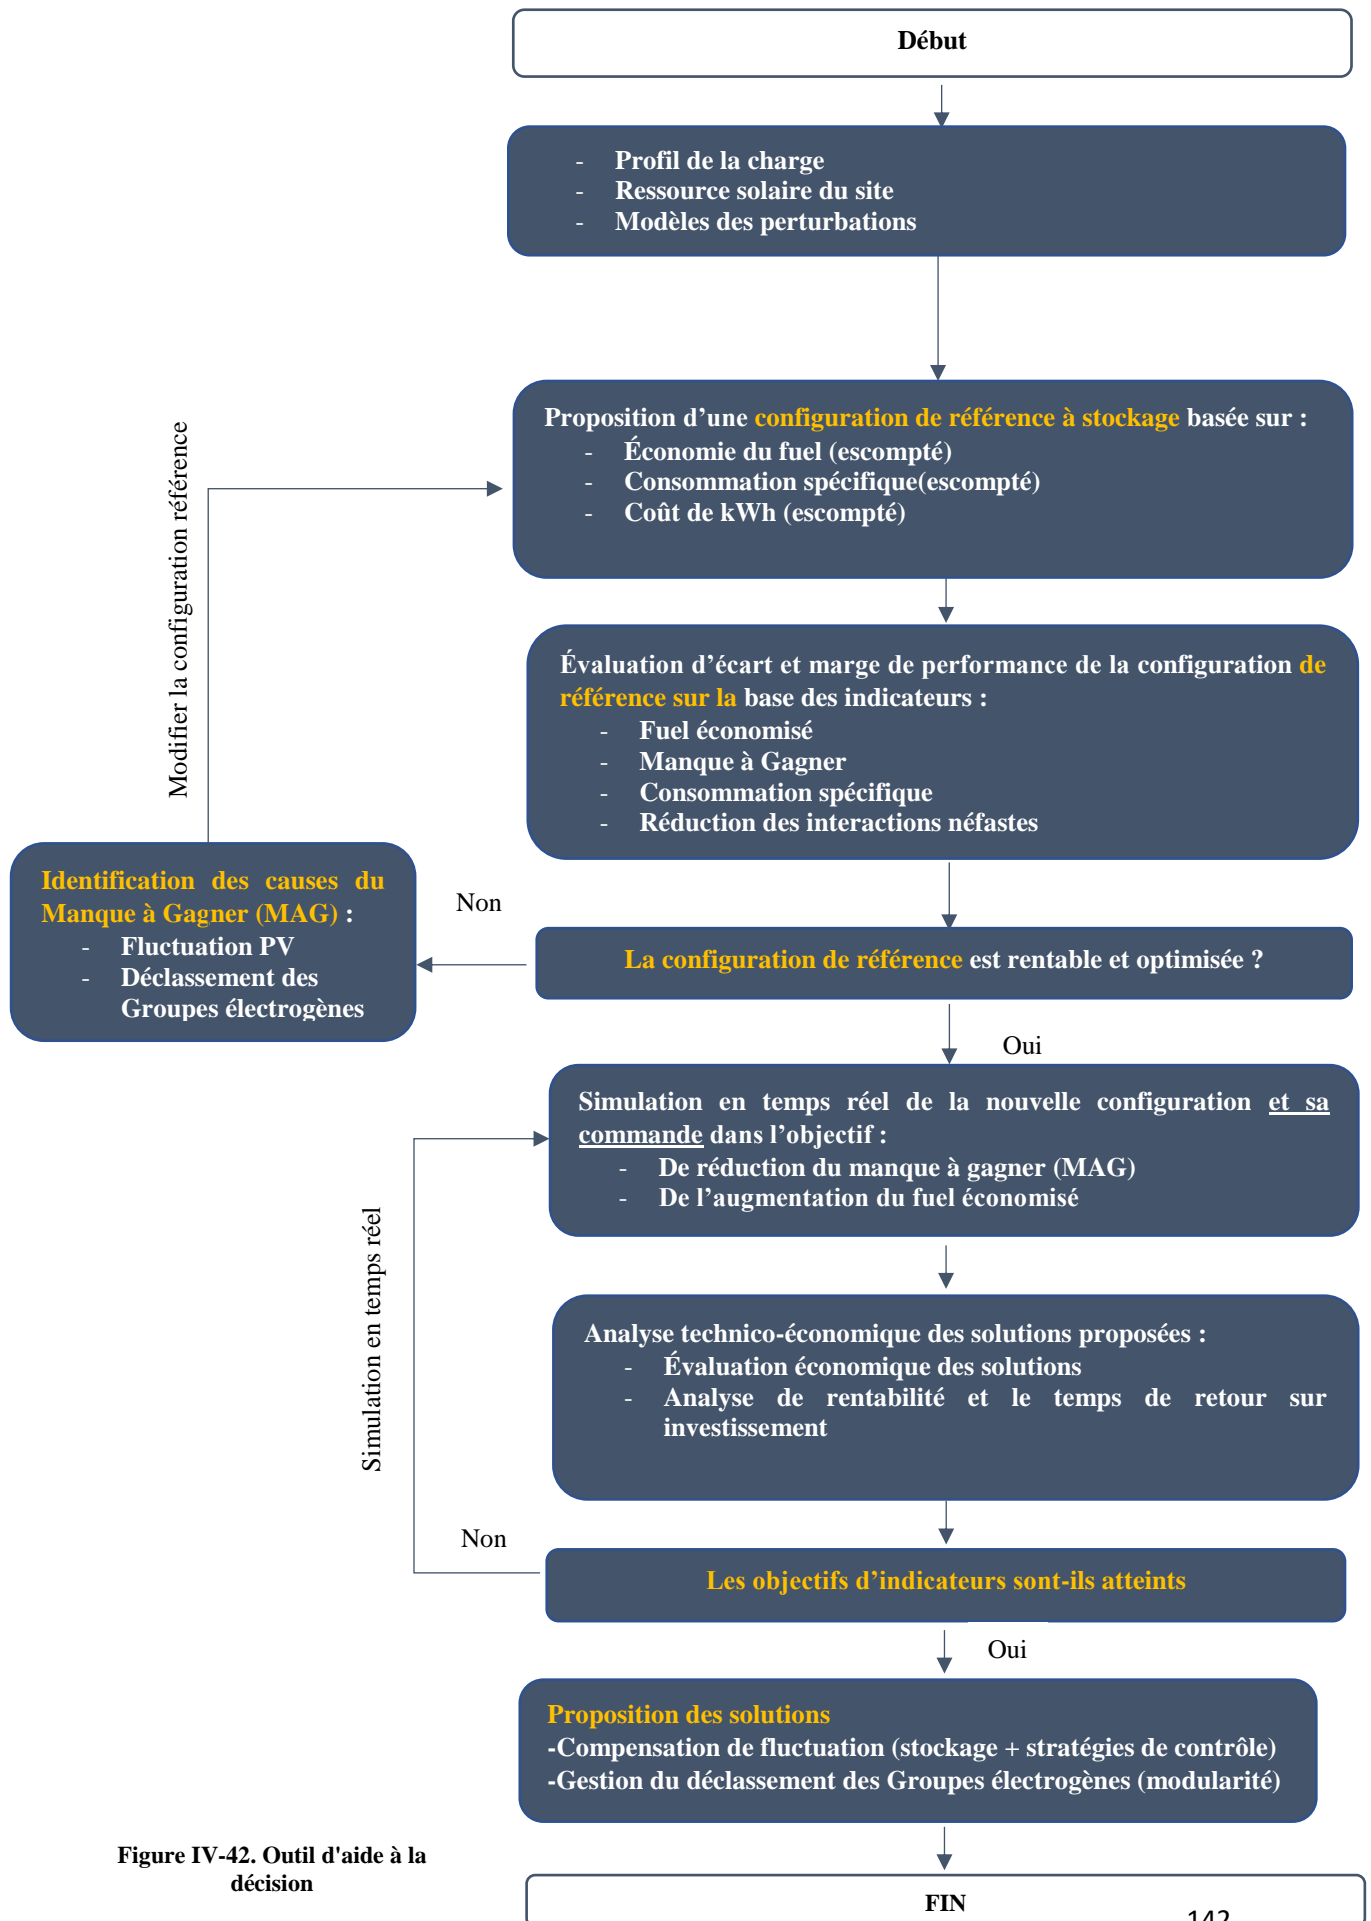 Début
- Profil de la charge
- Ressource solaire du site
- Modèles des perturbations
Proposition d’une configuration de référence à stockage basée sur :
- Économie du fuel (escompté)
- Consommation spécifique(escompté)
- Coût de kWh (escompté)
Modifier la configuration référence
Évaluation d’écart et marge de performance de la configuration de
référence sur la base des indicateurs :
- Fuel économisé
- Manque à Gagner
- Consommation spécifique
- Réduction des interactions néfastes
Identification des causes du
Manque à Gagner (MAG) :
- Fluctuation PV
- Déclassement des
Groupes électrogènes
Non
La configuration de référence est rentable et optimisée ?
Oui
Simulation en temps réel de la nouvelle configuration et sa
commande dans l’objectif :
- De réduction du manque à gagner (MAG)
- De l’augmentation du fuel économisé
Simulation en temps réel
Analyse technico-économique des solutions proposées :
- Évaluation économique des solutions
- Analyse de rentabilité et le temps de retour sur
investissement
Non
Les objectifs d’indicateurs sont-ils atteints
Oui
Proposition des solutions
-Compensation de fluctuation (stockage + stratégies de contrôle)
-Gestion du déclassement des Groupes électrogènes (modularité)
Figure IV-42. Outil d'aide à la
décision
FIN
142